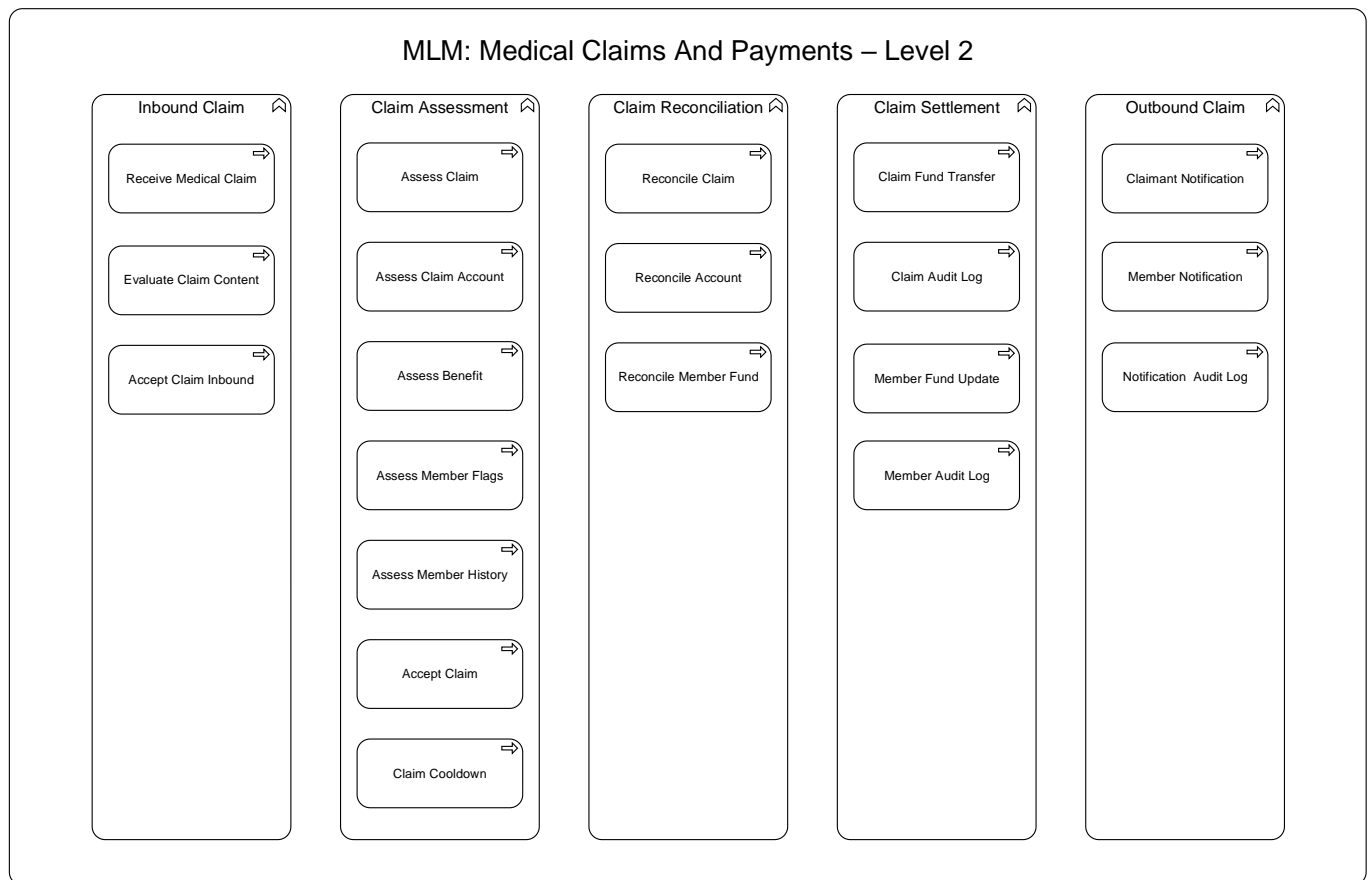 MLM: Medical Claims And Payments – Level 2
Inbound Claim
Receive Medical Claim
Evaluate Claim Content
Accept Claim Inbound
Claim Assessment
Assess Claim
Assess Claim Account
Assess Benefit
Assess Member Flags
Assess Member History
Accept Claim
Claim Cooldown
Claim Reconciliation
Reconcile Claim
Reconcile Account
Reconcile Member Fund
Claim Settlement
Claim Fund Transfer
Claim Audit Log
Member Fund Update
Member Audit Log
Outbound Claim
Claimant Notification
Member Notification
Notification Audit Log